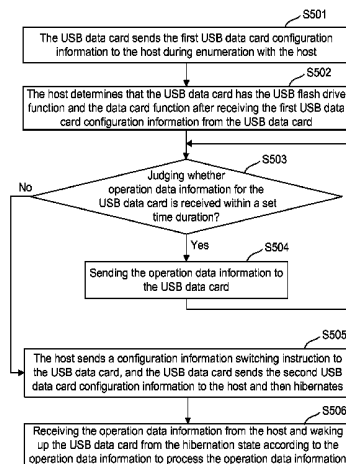 S501
The USB data card sends the first USB data card configuration
information to the host during enumeration with the host
S502
The host determines that the USB data card has the USB flash drive
function and the data card function after receiving the first USB data
card configuration information from the USB data card
S503
Judging whether
operation data information for the
USB data card is received within a set
time duration?
No
Yes
S504
Sending the operation data information to
the USB data card
S505
The host sends a configuration information switching instruction to
the USB data card, and the USB data card sends the second USB
data card configuration information to the host and then hibernates
S506
Receiving the operation data information from the host and waking
up the USB data card from the hibernation state according to the
operation data information to process the operation data information